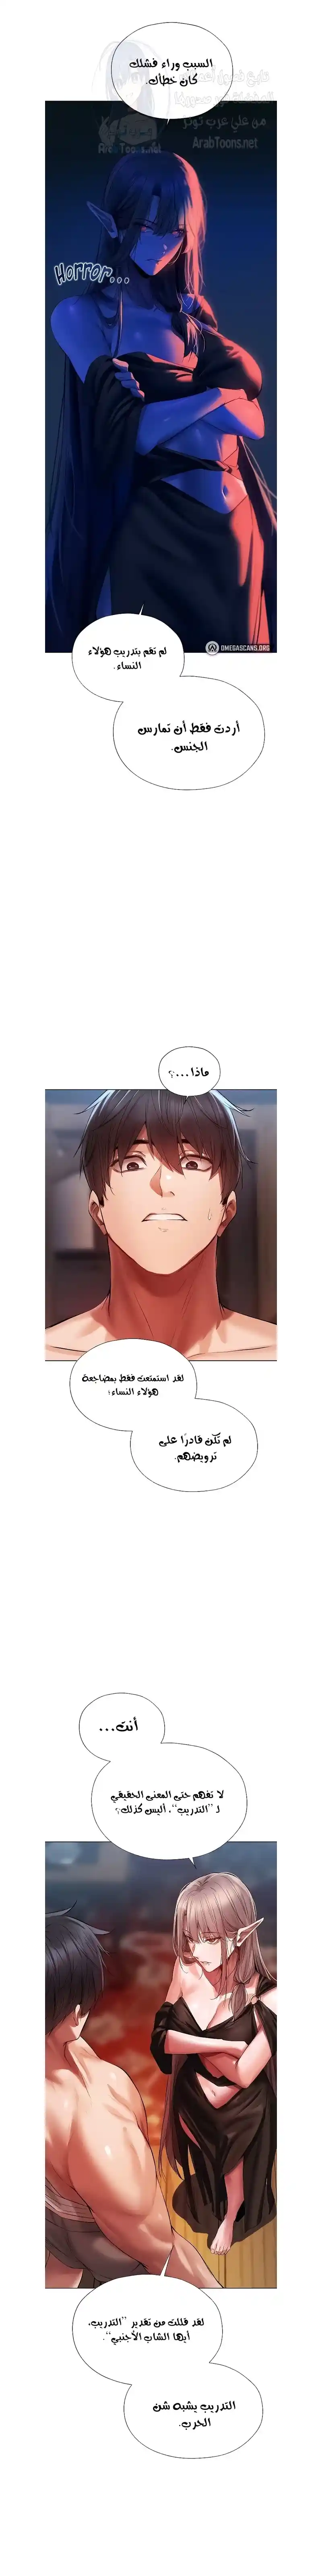 السبب وراء فشلك
كان خطأك.
ArabToons.net
Horror...
OMEGASCANS.ORG
لم تقم بتدريب هؤلاء
النساء.
أردت فقط أن تمارس
الجنس.
ماذا...؟
لقد استمتعت فقط بمضاجعة
هؤلاء النساء؛
لم تكن قادرًا على
ترويضهم.
أنت...
لا تفهم حتى المعنى الحقيقي
لـ "التدريب"، أليس كذلك؟
لقد قللت من تقدير "التدريب،
أيها الشاب الأجنبي".
التدريب يشبه شن
الحرب.